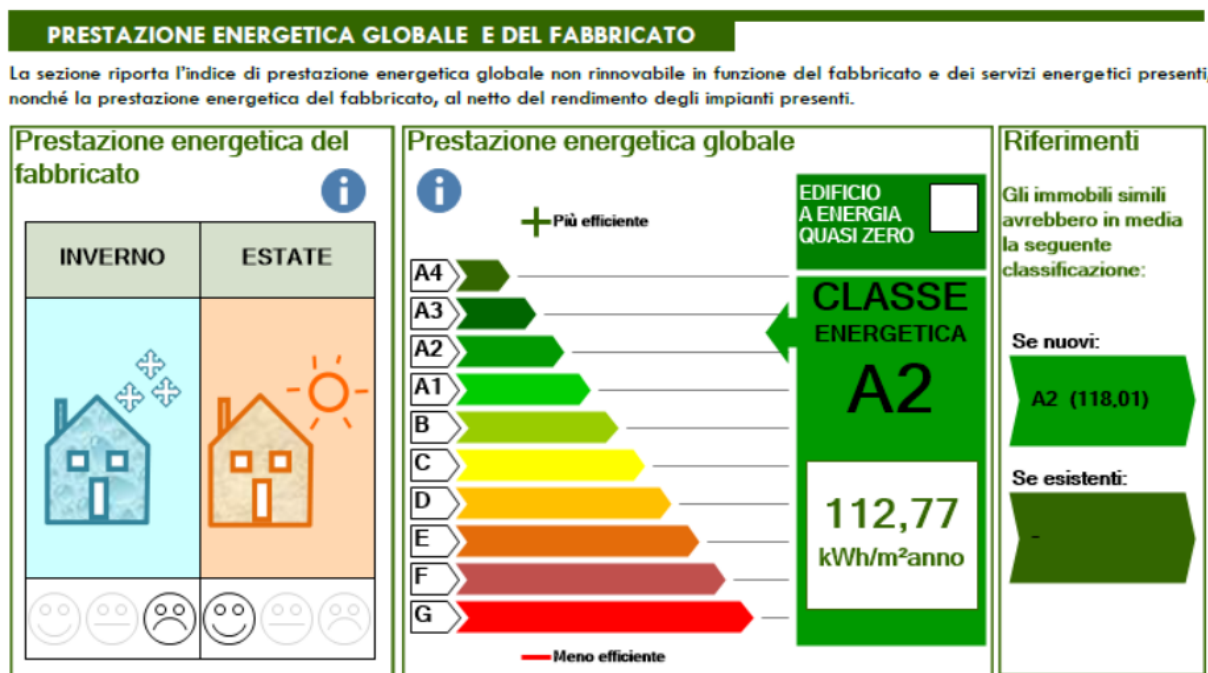 PRESTAZIONE ENERGETICA GLOBALE E DEL FABBRICATO
La sezione riporta l'indice di prestazione energetica globale non rinnovabile in funzione del fabbricato e dei servizi energetici presenti,
nonché la prestazione energetica del fabbricato, al netto del rendimento degli impianti presenti.
Prestazione energetica del
fabbricato
i
INVERNO
ESTATE
Prestazione energetica globale
i
Più efficiente
A4
A3
A2
A1
B
C
D
E
F
G
Meno efficiente
EDIFICIO
A ENERGIA
QUASI ZERO
CLASSE
ENERGETICA
A2
112,77
kWh/m²anno
Riferimenti
Gli immobili simili
avrebbero in media
la seguente
classificazione:
Se nuovi:
A2 (118,01)
Se esistenti:
-